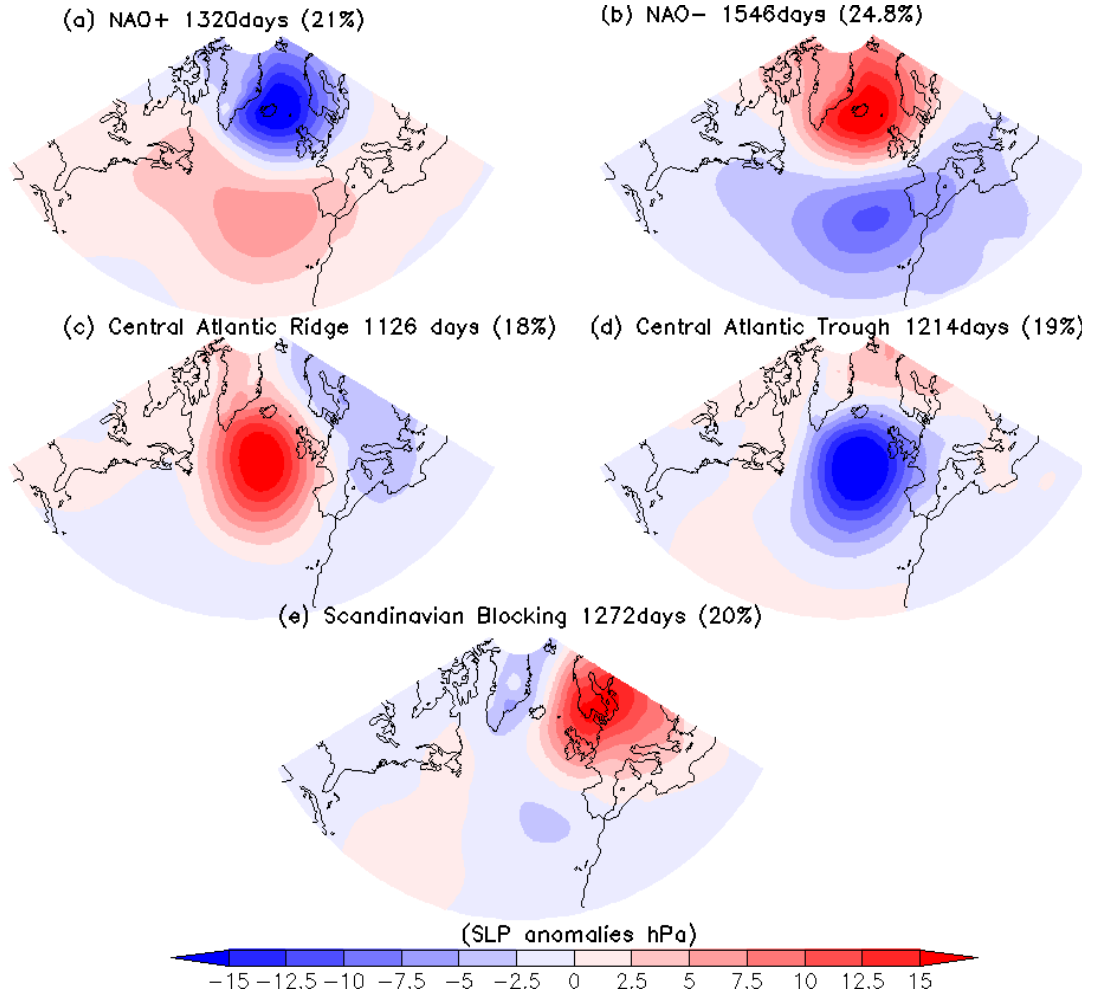 (a) NAO+ 1320days (21%)
(b) NAO− 1546days (24.8%)
(c) Central Atlantic Ridge 1126 days (18%)
(d) Central Atlantic Trough 1214days (19%)
(e) Scandinavian Blocking 1272days (20%)
(SLP anomalies hPa)
−15 −12.5 −10 −7.5 −5 −2.5 0 2.5 5 7.5 10 12.5 15